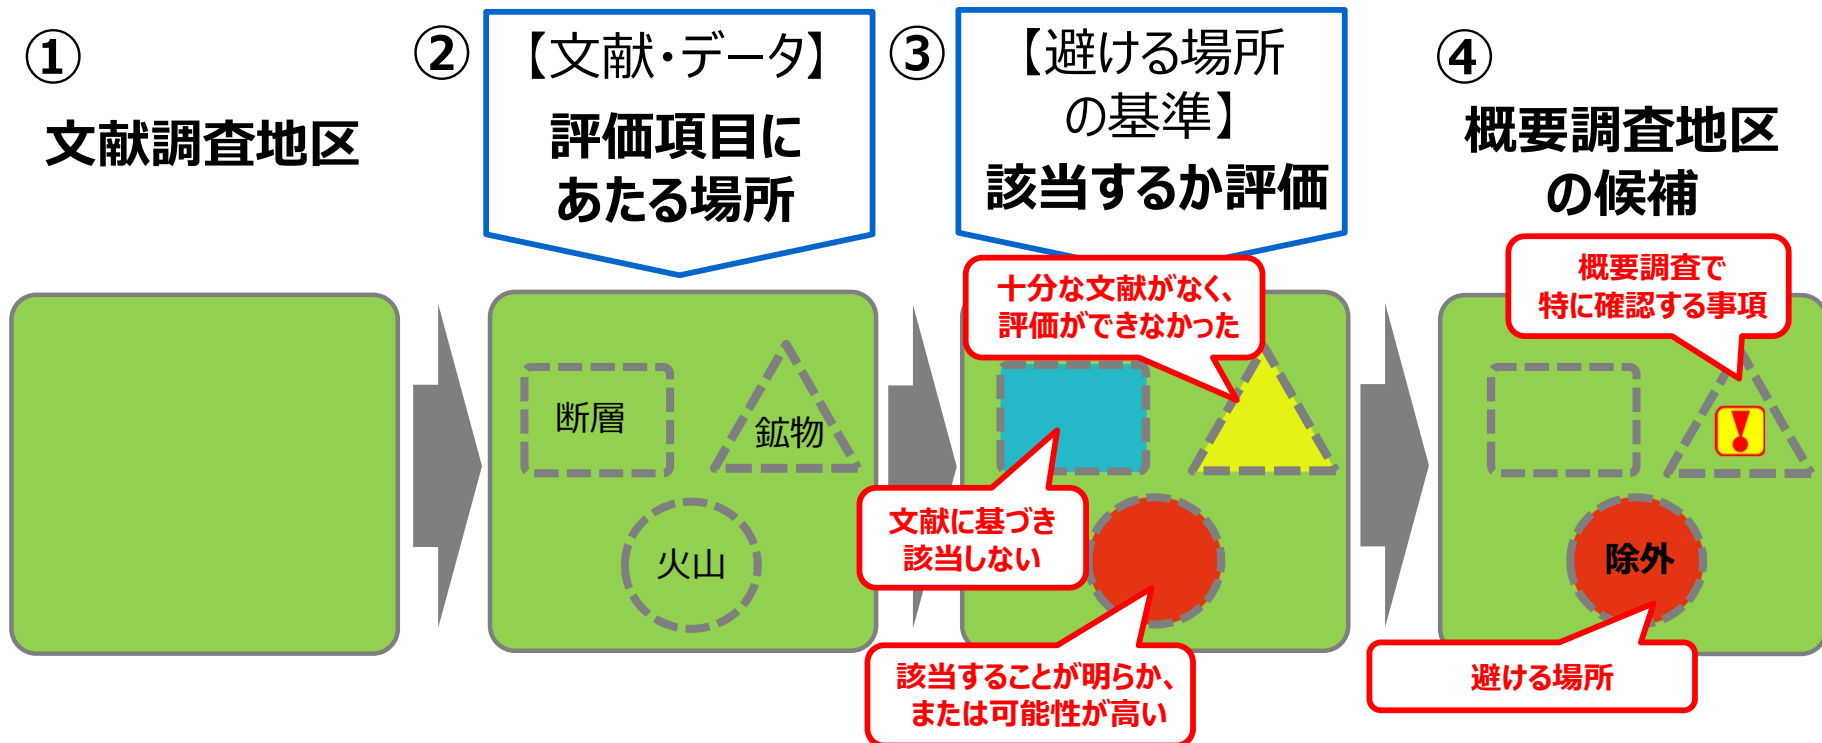 ①
文献調査地区
②
【文献・データ】
評価項目に
あたる場所
③
【避ける場所
の基準】
該当するか評価
④
概要調査地区
の候補
断層
鉱物
火山
十分な文献がなく、
評価ができなかった
文献に基づき
該当しない
該当することが明らか、
または可能性が高い
概要調査で
特に確認する事項
除外
避ける場所